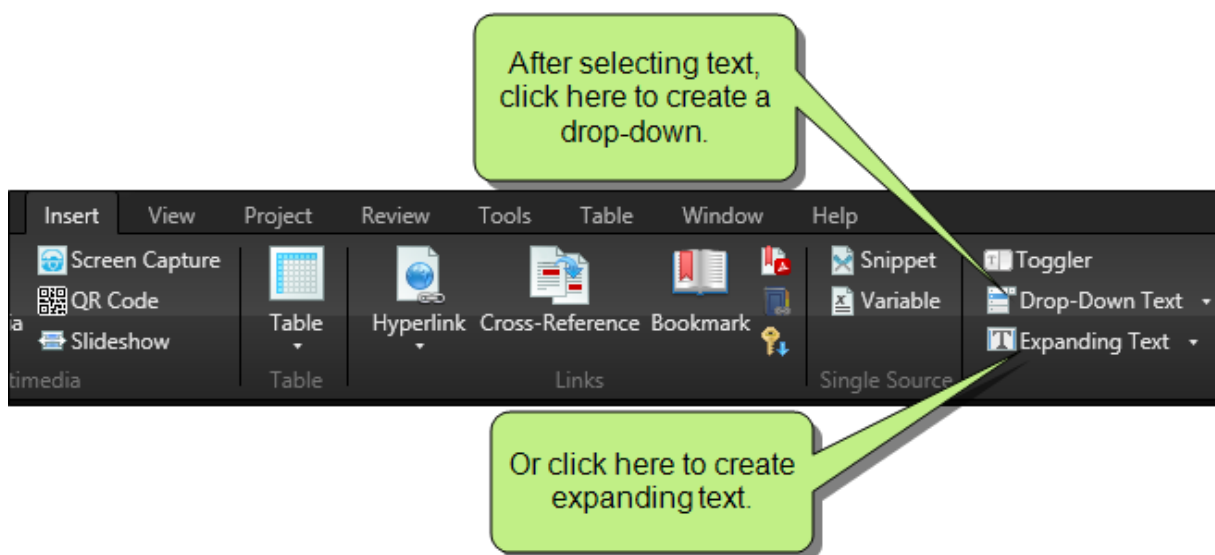 After selecting text,
click here to create a
drop-down.
Insert View Project Review Tools Table Window Help
Screen Capture
QR Code
Slideshow
Table
Hyperlink Cross-Reference Bookmark
Snippet
Variable
Toggler
Drop-Down Text
Expanding Text
Table
Links
Single Source
Or click here to create
expanding text.